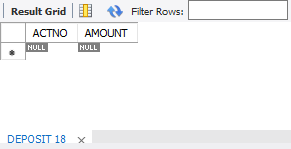 Result Grid Filter Rows:
ACTNO AMOUNT
NULL NULL
DEPOSIT 18